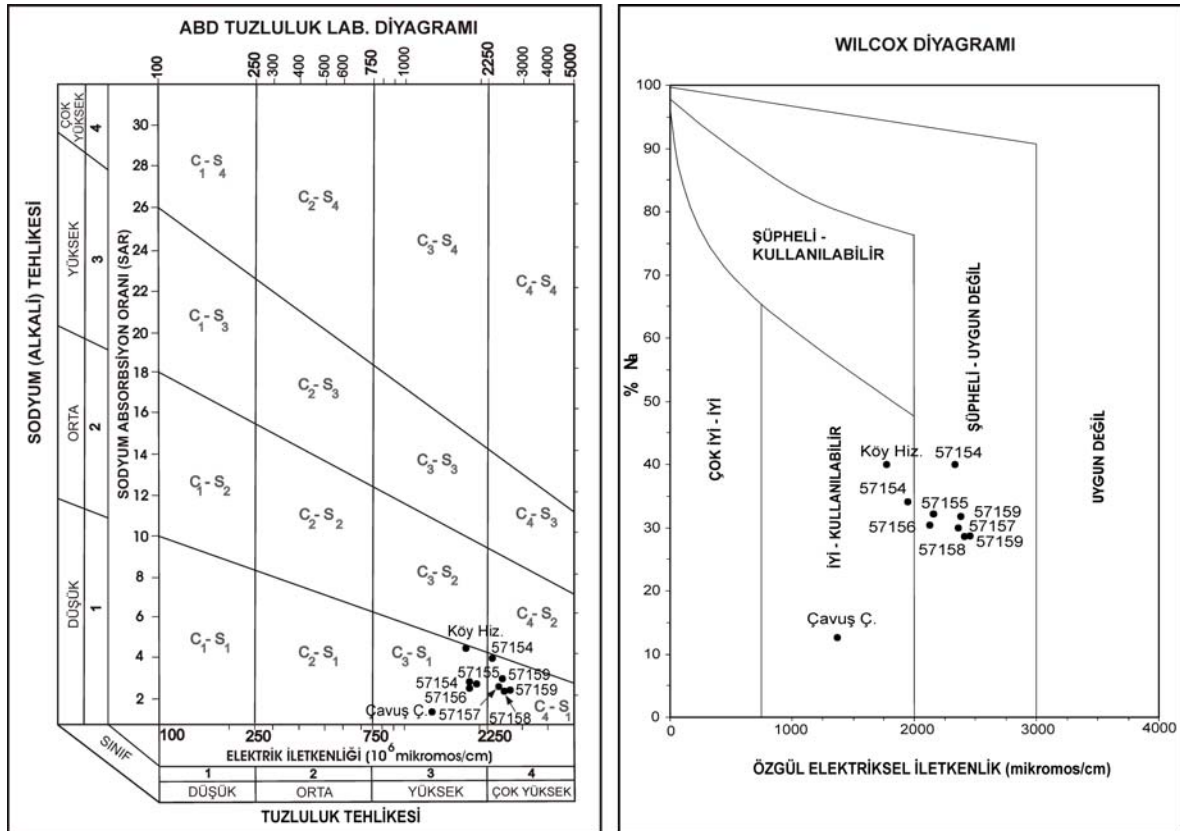 ABD TUZLULUK LAB. DİYAGRAMI
100 250 300 400 500 600 750 1000 2250 3000 4000 5000
SODYUM (ALKALİ) TEHLİKESİ
ÇOK YÜKSEK
4
YÜKSEK
3
ORTA
2
DÜŞÜK
1
SODYUM ABSORBSİYON ORANI (SAR)
30
28
26
24
22
20
18
16
14
12
10
8
6
4
2
C1-S4
C2-S4
C3-S4
C4-S4
C1-S3
C2-S3
C3-S3
C4-S3
C1-S2
C2-S2
C3-S2
C4-S2
C1-S1
C2-S1
C3-S1
C4-S1
Köy Hiz.
57154
57155
57159
57154
57156
57159
Çavuş Ç.
57157
57158
100 250 750 2250
ELEKTRİK İLETKENLİĞİ (10^6 mikromos/cm)
SINIF
1 2 3 4
DÜŞÜK ORTA YÜKSEK ÇOK YÜKSEK
TUZLULUK TEHLİKESİ
WILCOX DİYAGRAMI
100
95
90
80
75
70
65
60
50
40
30
20
10
0
% Na
ŞÜPHELİ -
KULLANILABİLİR
ÇOK İYİ - İYİ
İYİ - KULLANILABİLİR
ŞÜPHELİ - UYGUN DEĞİL
UYGUN DEĞİL
Köy Hiz.
57154
57154
57155
57159
57156
57157
57158
57159
Çavuş Ç.
0 1000 2000 3000 4000
ÖZGÜL ELEKTRİKSEL İLETKENLİK (mikromos/cm)